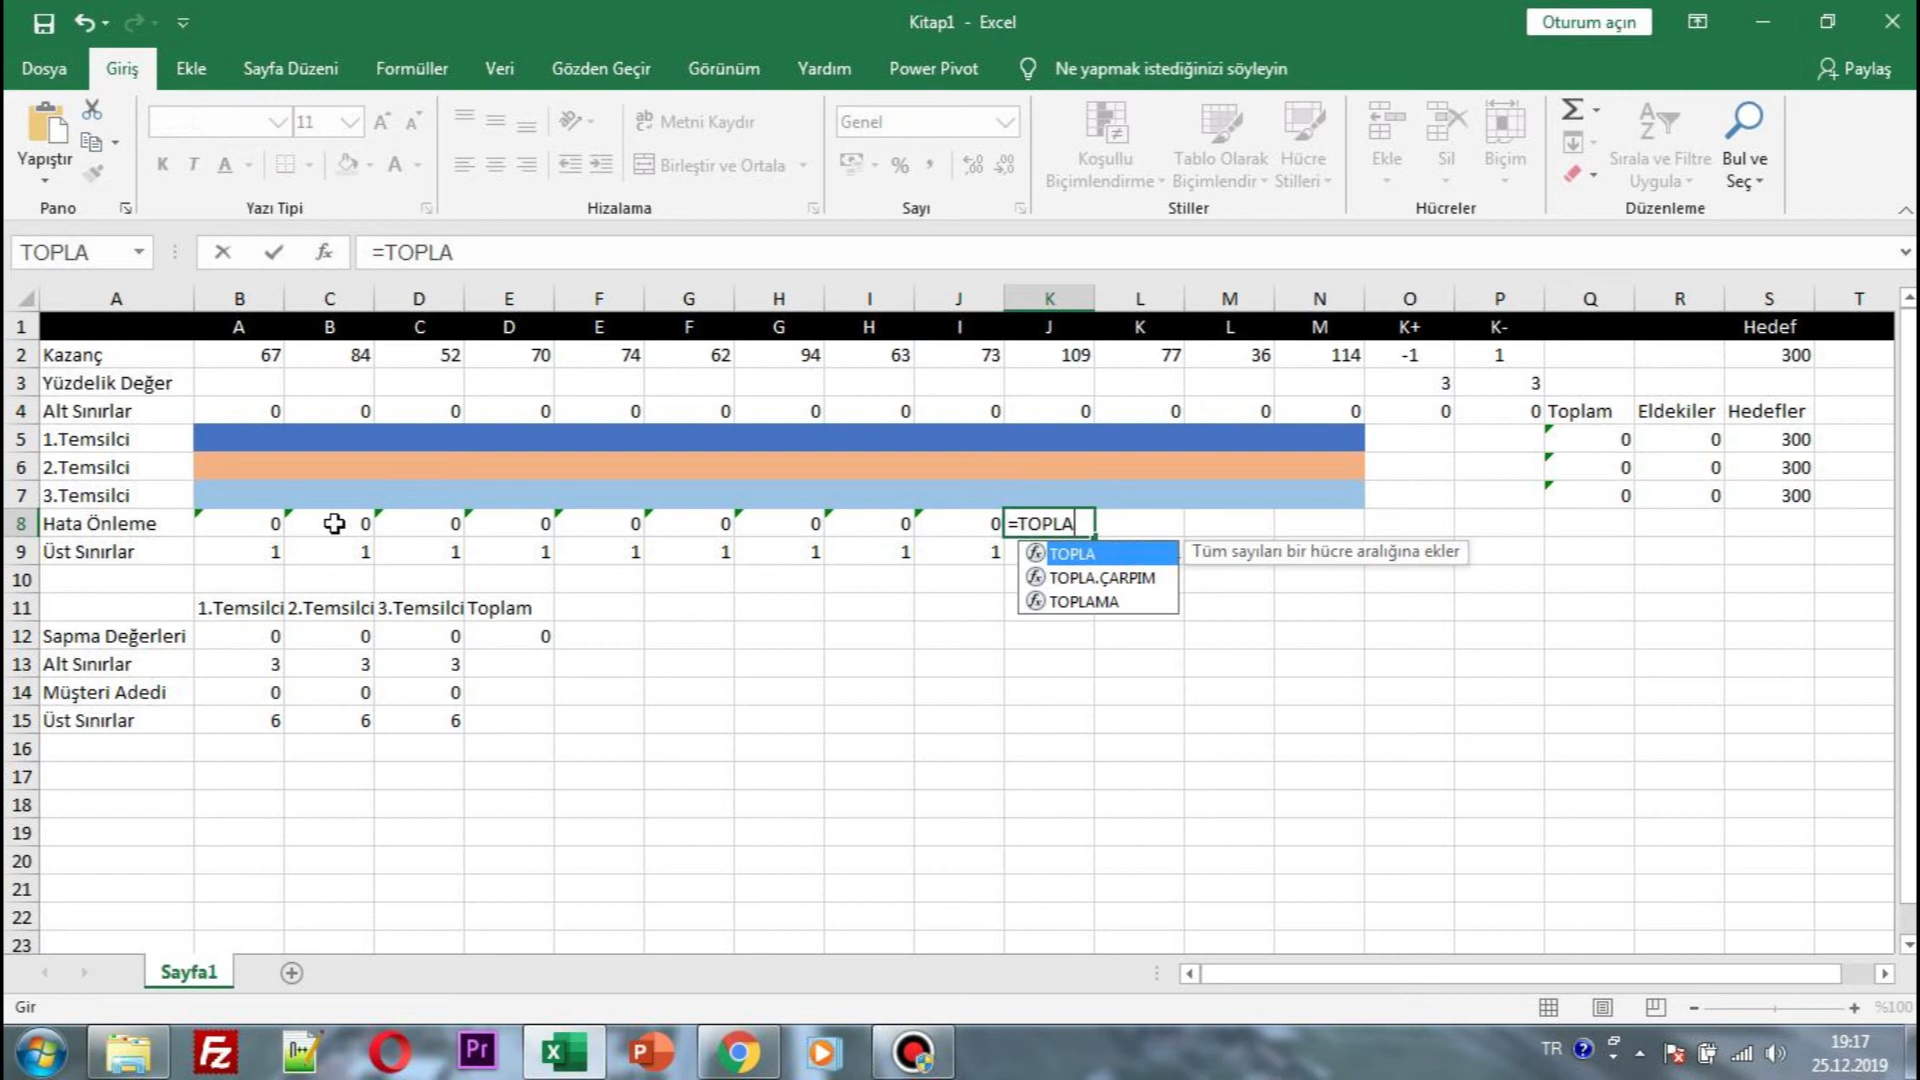 Kitap1 - Excel
Oturum açın
Dosya Giriş Ekle Sayfa Düzeni Formüller Veri Gözden Geçir Görünüm Yardım Power Pivot Ne yapmak istediğinizi söyleyin Paylaş
Yapıştır
11
Metni Kaydır
Genel
K T A
Birleştir ve Ortala
%
Koşullu Biçimlendirme
Tablo Olarak Biçimlendir
Hücre Stilleri
Ekle Sil Biçim
Sırala ve Filtre Uygula
Bul ve Seç
Pano Yazı Tipi Hizalama Sayı Stiller Hücreler Düzenleme
TOPLA fx =TOPLA
A B C D E F G H I J K L M N O P Q R S T
1 A B C D E F G H I J K L M K+ K- Hedef
2 Kazanç 67 84 52 70 74 62 94 63 73 109 77 36 114 -1 1 300
3 Yüzdelik Değer 3 3
4 Alt Sınırlar 0 0 0 0 0 0 0 0 0 0 0 0 0 0 0 Toplam Eldekiler Hedefler
5 1.Temsilci 0 0 300
6 2.Temsilci 0 0 300
7 3.Temsilci 0 0 300
8 Hata Önleme 0 0 0 0 0 0 0 0 0 =TOPLA
9 Üst Sınırlar 1 1 1 1 1 1 1 1 1
TOPLA Tüm sayıları bir hücre aralığına ekler
TOPLA.ÇARPIM
TOPLAMA
10
11 1.Temsilci 2.Temsilci 3.Temsilci Toplam
12 Sapma Değerleri 0 0 0 0
13 Alt Sınırlar 3 3 3
14 Müşteri Adedi 0 0 0
15 Üst Sınırlar 6 6 6
16
17
18
19
20
21
22
23
Sayfa1
Gir
%100
Pr
TR
19:17
25.12.2019